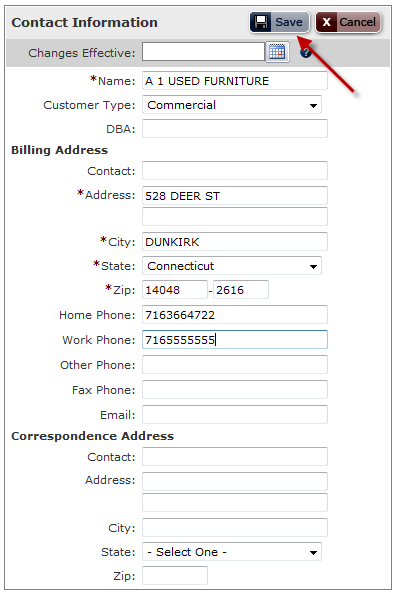 Contact Information Save X Cancel
Changes Effective: ?
*Name: A 1 USED FURNITURE
Customer Type: Commercial
DBA:
Billing Address
Contact:
*Address: 528 DEER ST
*City: DUNKIRK
*State: Connecticut
*Zip: 14048 - 2616
Home Phone: 7163664722
Work Phone: 7165555555
Other Phone:
Fax Phone:
Email:
Correspondence Address
Contact:
Address:
City:
State: - Select One -
Zip: